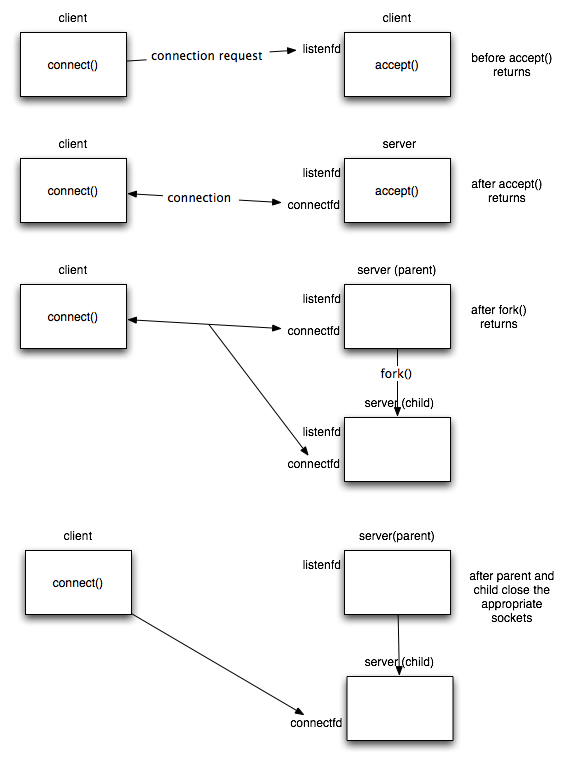 client
client
connect()
connection request
listenfd
accept()
before accept()
returns
client
server
connect()
connection
listenfd
connectfd
accept()
after accept()
returns
client
server (parent)
connect()
listenfd
connectfd
after fork()
returns
fork()
server (child)
listenfd
connectfd
client
server(parent)
connect()
listenfd
after parent and
child close the
appropriate
sockets
server (child)
connectfd